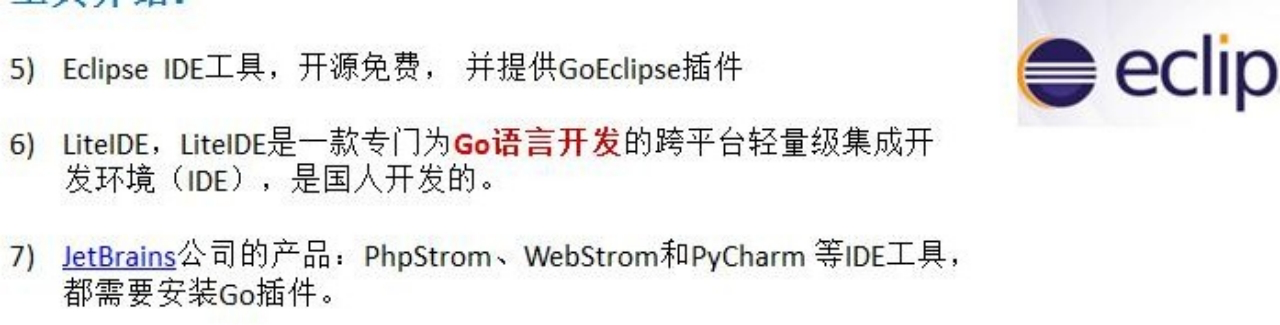 工具介绍：
5) Eclipse IDE工具，开源免费， 并提供GoEclipse插件
eclip
6) LiteIDE，LiteIDE是一款专门为Go语言开发的跨平台轻量级集成开
发环境（IDE），是国人开发的。
7) JetBrains公司的产品：PhpStrom、WebStrom和PyCharm 等IDE工具，
都需要安装Go插件。